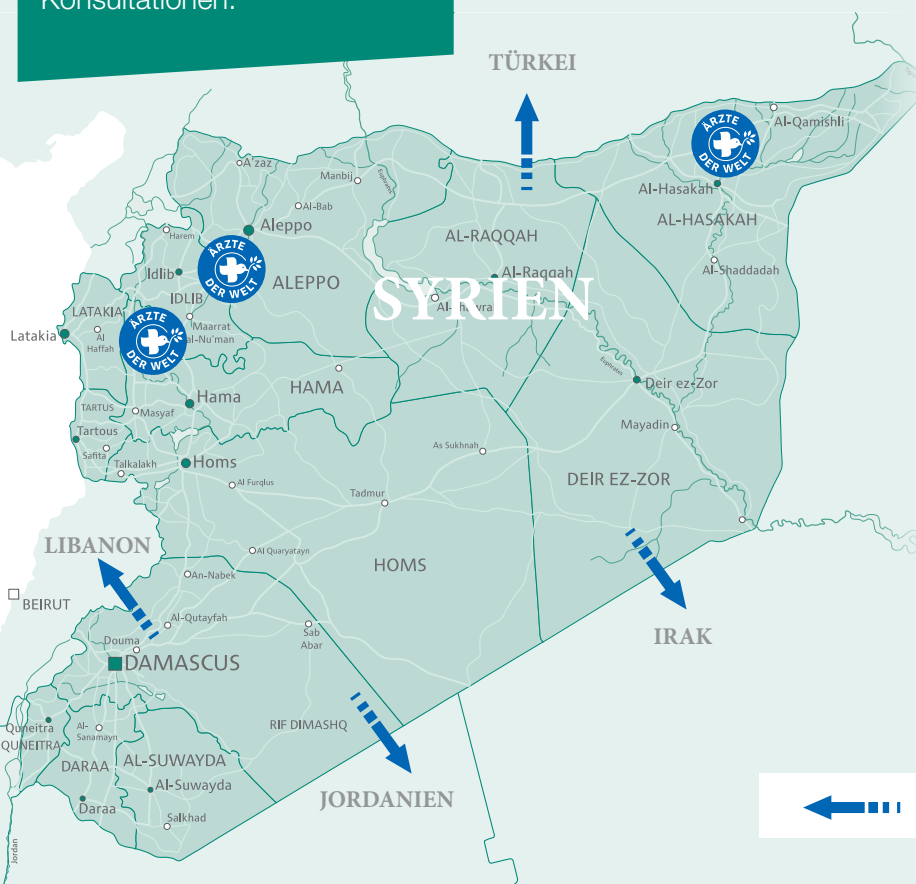 Konsultationen.
TÜRKEI
ÄRZTE
DER WELT
Al-Qamishli
A'zaz
Manbij
Euphrates
Al-Hasakah
Al-Bab
AL-HASAKAH
Harem
Aleppo
AL-RAQQAH
ÄRZTE
DER WELT
Idlib
ALEPPO
Al-Raqqah
Al-Shaddadah
SYRIEN
IDLIB
LATAKIA
ÄRZTE
DER WELT
Maarrat
al-Nu'man
Latakia
Al
Haffah
Euphrates
HAMA
Deir ez-Zor
Hama
TARTUS
Masyaf
Mayadin
Tartous
Safita
Talkalakh
Homs
As Sukhnah
Al Furqlus
DEIR EZ-ZOR
Tadmur
LIBANON
Al Quaryatayn
HOMS
An-Nabek
BEIRUT
Al-Qutayfah
Sab
Abar
IRAK
Douma
DAMASCUS
Quneitra
QUNEITRA
Al-
Sanamayn
RIF DIMASHQ
DARAA
AL-SUWAYDA
Al-Suwayda
JORDANIEN
Daraa
Salkhad
Jordan